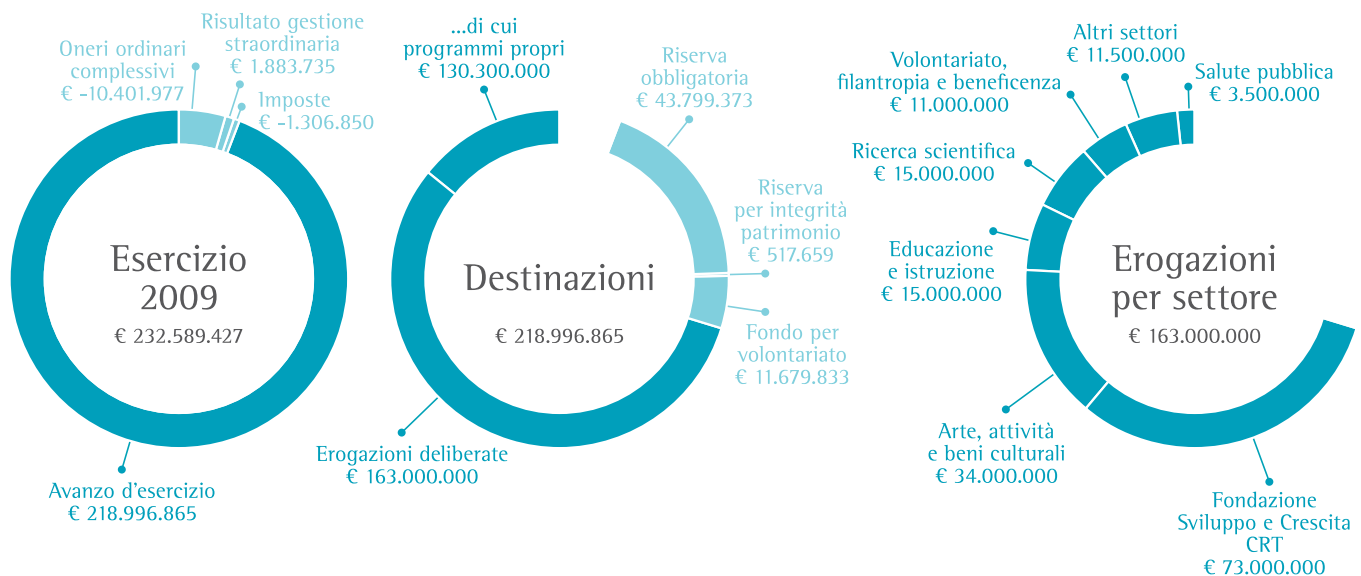 Oneri ordinari
complessivi
€ -10.401.977
Risultato gestione
straordinaria
€ 1.883.735
Imposte
€ -1.306.850
Esercizio
2009
€ 232.589.427
Avanzo d'esercizio
€ 218.996.865
...di cui
programmi propri
€ 130.300.000
Riserva
obbligatoria
€ 43.799.373
Riserva
per integrità
patrimonio
€ 517.659
Fondo per
volontariato
€ 11.679.833
Destinazioni
€ 218.996.865
Erogazioni deliberate
€ 163.000.000
Altri settori
€ 11.500.000
Salute pubblica
€ 3.500.000
Volontariato,
filantropia e beneficenza
€ 11.000.000
Ricerca scientifica
€ 15.000.000
Educazione
e istruzione
€ 15.000.000
Erogazioni
per settore
€ 163.000.000
Arte, attività
e beni culturali
€ 34.000.000
Fondazione
Sviluppo e Crescita
CRT
€ 73.000.000